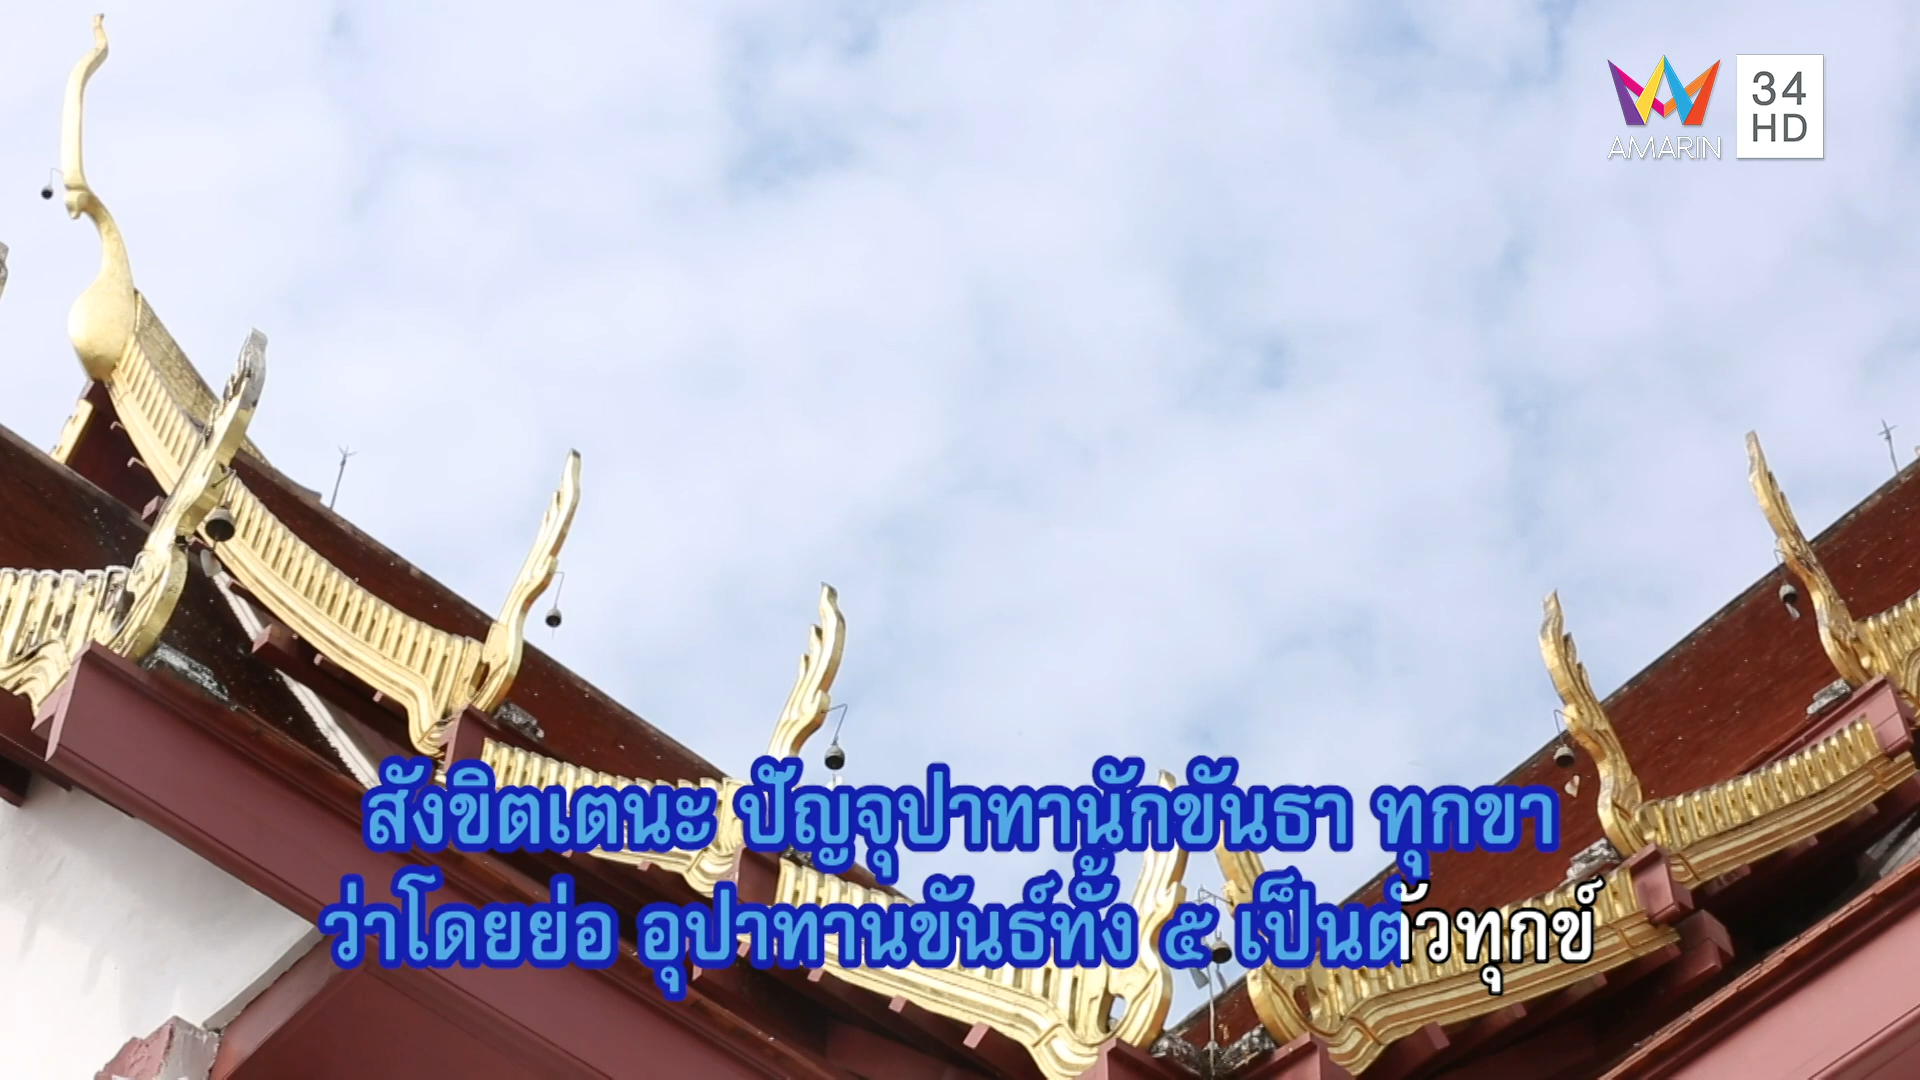 AMARIN
34
HD
สังขิตเตนะ ปัญจุปาทานักขันธา ทุกขา
ว่าโดยย่อ อุปาทานขันธ์ทั้ง ๕ เป็นตัวทุกข์